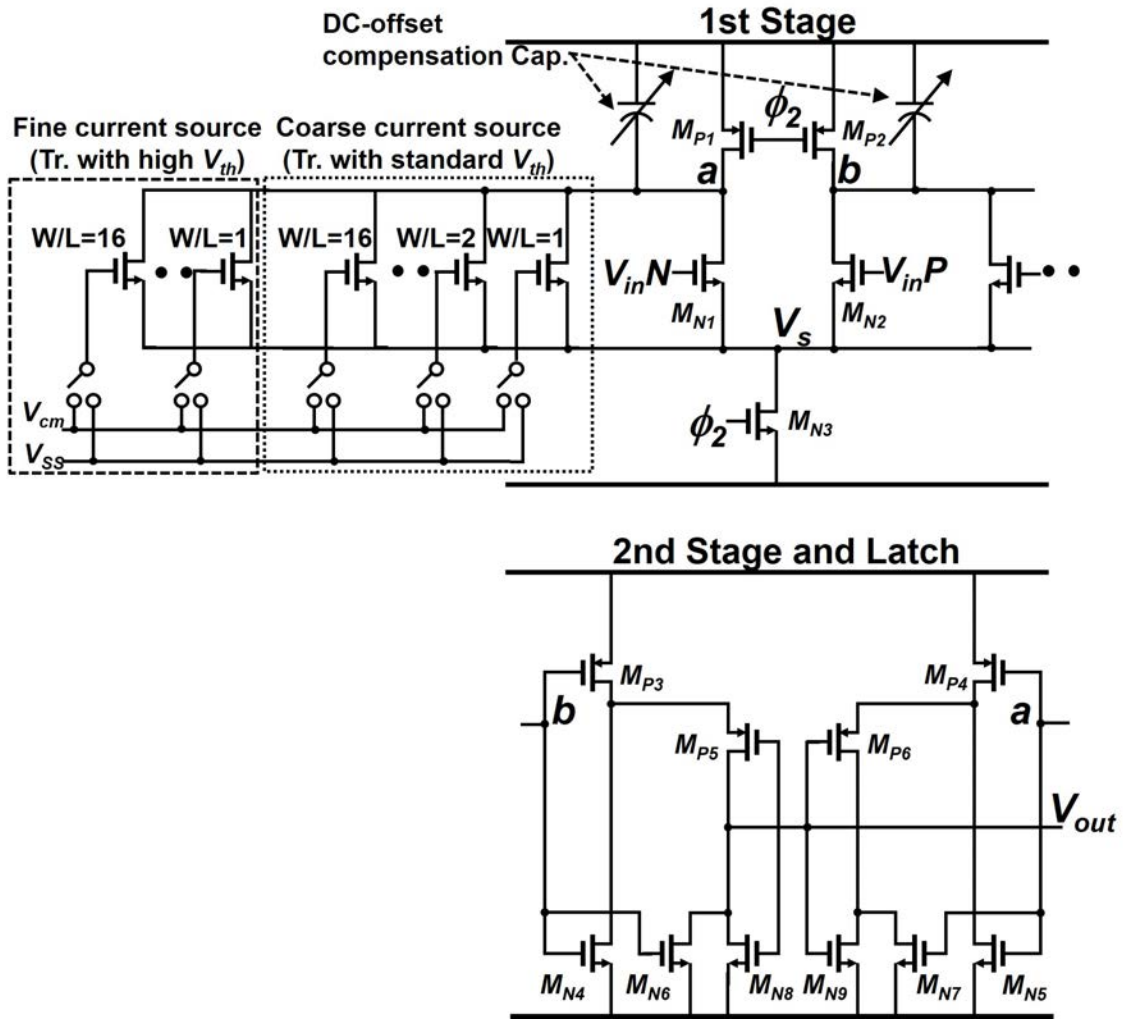 1st Stage
DC-offset
compensation Cap.
ϕ2
MP1
MP2
a
b
Fine current source
(Tr. with high Vth)
Coarse current source
(Tr. with standard Vth)
W/L=16
W/L=1
W/L=16
W/L=2
W/L=1
VinN
VinP
MN1
MN2
Vs
Vcm
VSS
ϕ2
MN3
2nd Stage and Latch
MP3
MP4
b
a
MP5
MP6
Vout
MN4
MN6
MN8
MN9
MN7
MN5